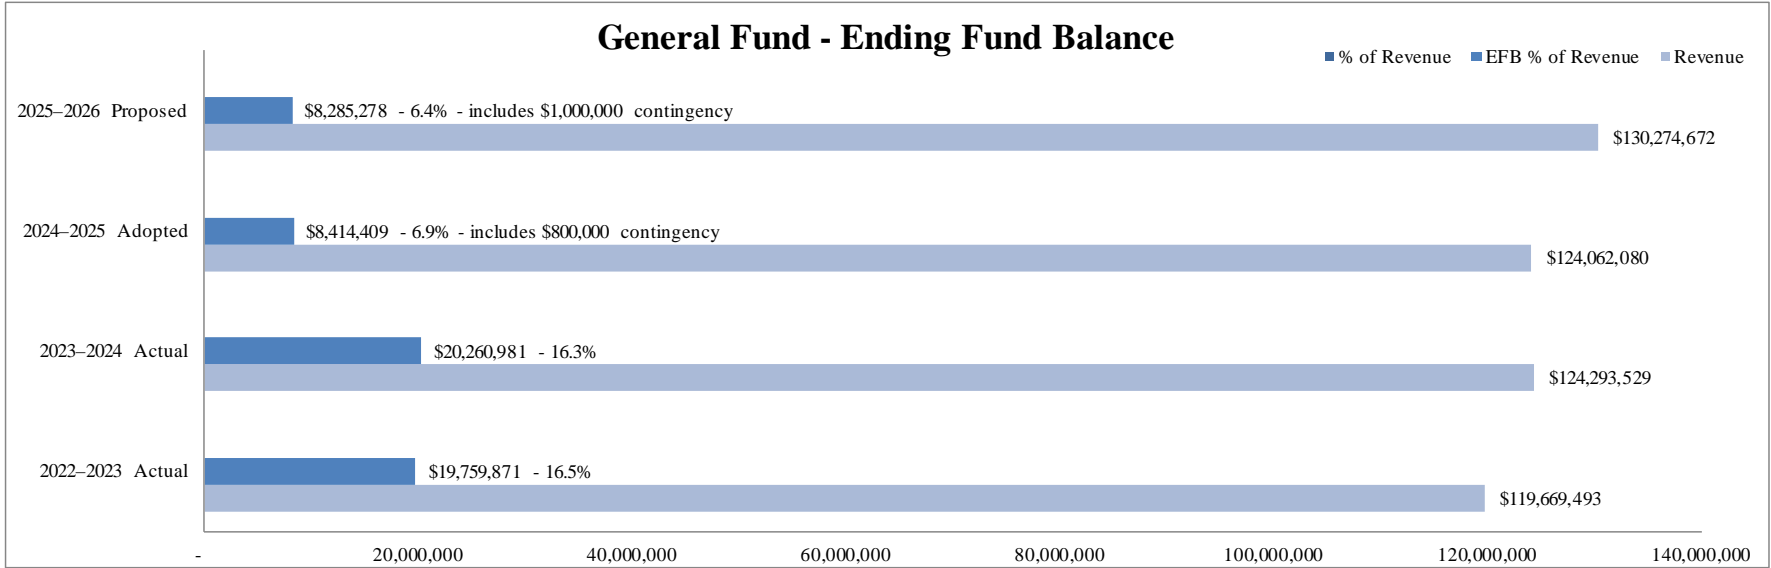 General Fund - Ending Fund Balance
% of Revenue EFB % of Revenue Revenue
2025–2026 Proposed
$8,285,278 - 6.4% - includes $1,000,000 contingency
$130,274,672
2024–2025 Adopted
$8,414,409 - 6.9% - includes $800,000 contingency
$124,062,080
2023–2024 Actual
$20,260,981 - 16.3%
$124,293,529
2022–2023 Actual
$19,759,871 - 16.5%
$119,669,493
- 20,000,000 40,000,000 60,000,000 80,000,000 100,000,000 120,000,000 140,000,000